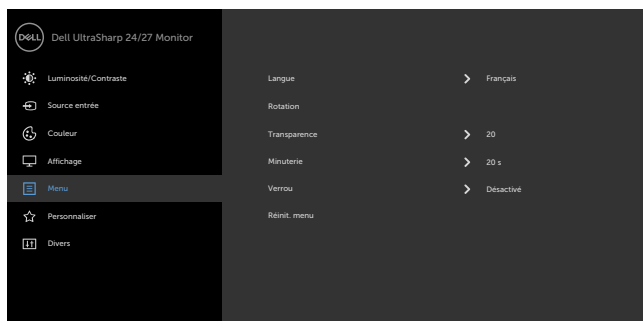 DELL Dell UltraSharp 24/27 Monitor
Luminosité/Contraste
Source entrée
Couleur
Affichage
Menu
Personnaliser
Divers
Langue Français
Rotation
Transparence 20
Minuterie 20 s
Verrou Désactivé
Réinit. menu